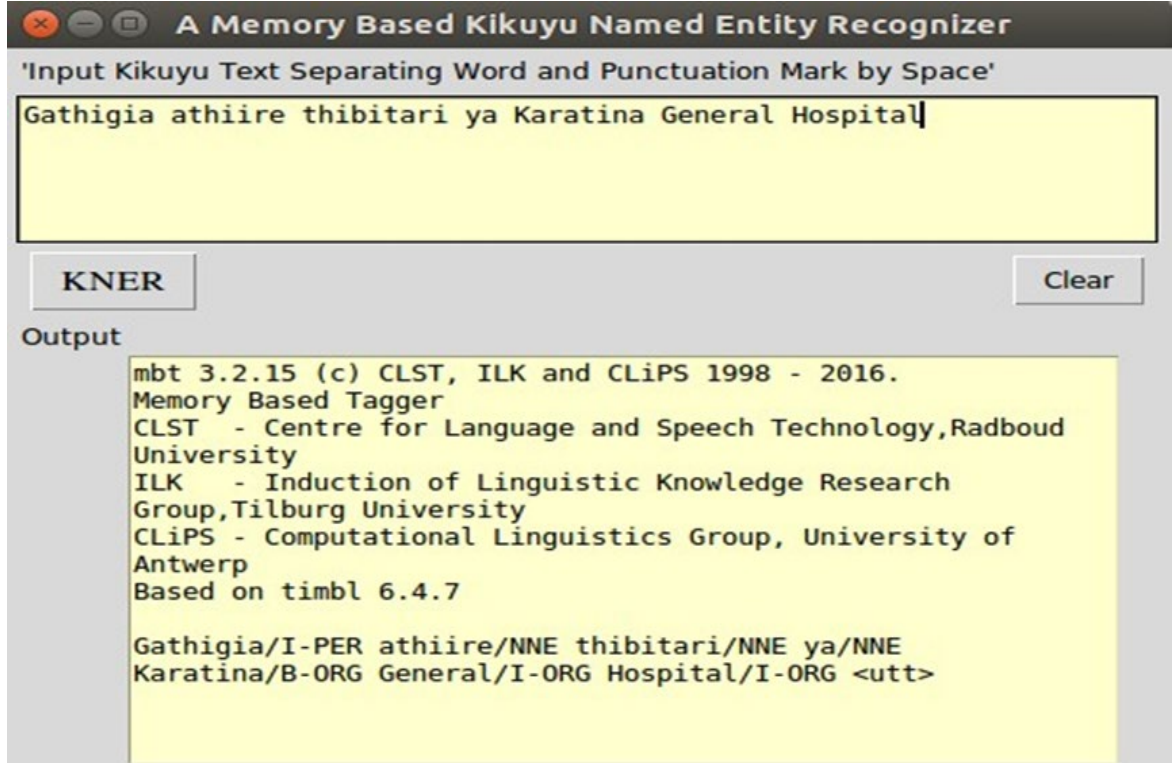 A Memory Based Kikuyu Named Entity Recognizer
'Input Kikuyu Text Separating Word and Punctuation Mark by Space'
Gathigia athiire thibitari ya Karatina General Hospital
KNER
Clear
Output
mbt 3.2.15 (c) CLST, ILK and CLiPS 1998 - 2016.
Memory Based Tagger
CLST  - Centre for Language and Speech Technology,Radboud
University
ILK   - Induction of Linguistic Knowledge Research
Group,Tilburg University
CLiPS - Computational Linguistics Group, University of
Antwerp
Based on timbl 6.4.7
Gathigia/I-PER athiire/NNE thibitari/NNE ya/NNE
Karatina/B-ORG General/I-ORG Hospital/I-ORG <utt>